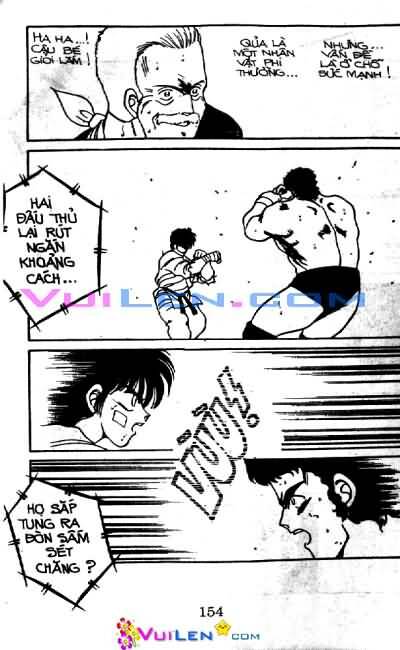 HA HA...!
CẬU BÉ
GIỎI LẮM!
QUẢ LÀ
MỘT NHÂN
VẬT PHI
THƯỜNG...
NHƯNG...
VẤN ĐỀ
LÀ Ở CHỖ
SỨC MẠNH!
HAI
ĐẤU THỦ
LẠI RÚT
NGẮN
KHOẢNG
CÁCH...
VUILEN.COM
VÙÙ!!
HỌ SẮP
TUNG RA
ĐÒN SẤM
SÉT
CHĂNG?
154
VUILEN.COM